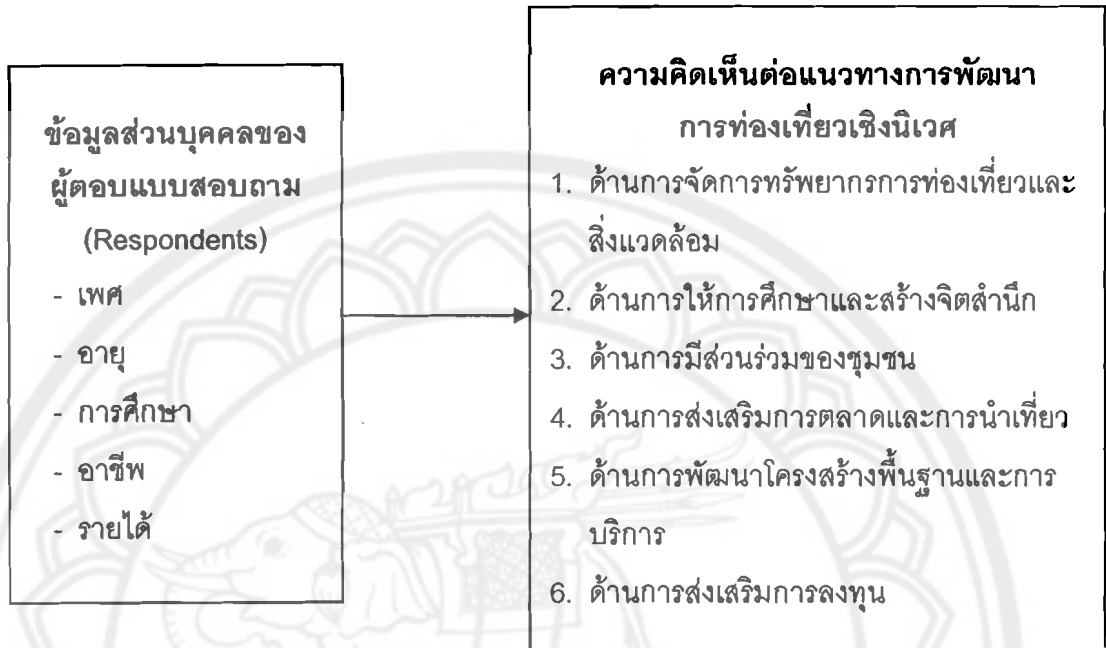 ข้อมูลส่วนบุคคลของ
ผู้ตอบแบบสอบถาม
(Respondents)
- เพศ
- อายุ
- การศึกษา
- อาชีพ
- รายได้
ความคิดเห็นต่อแนวทางการพัฒนา
การท่องเที่ยวเชิงนิเวศ
1. ด้านการจัดการทรัพยากรการท่องเที่ยวและ
สิ่งแวดล้อม
2. ด้านการให้การศึกษาและสร้างจิตสำนึก
3. ด้านการมีส่วนร่วมของชุมชน
4. ด้านการส่งเสริมการตลาดและการนำเที่ยว
5. ด้านการพัฒนาโครงสร้างพื้นฐานและการ
บริการ
6. ด้านการส่งเสริมการลงทุน